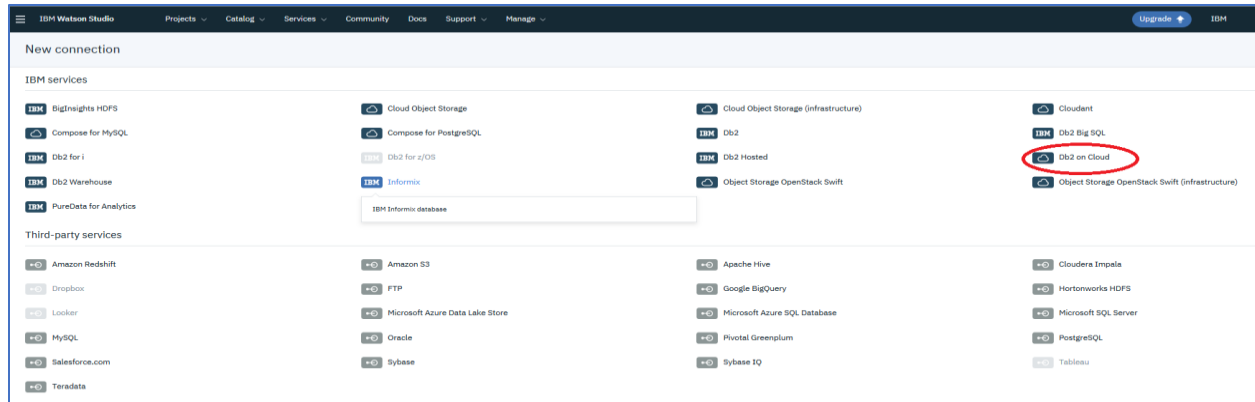 IBM Watson Studio Projects Catalog Services Community Docs Support Manage Upgrade IBM
New connection
IBM services
IBM BigInsights HDFS Cloud Object Storage Cloud Object Storage (infrastructure) Cloudant
Compose for MySQL Compose for PostgreSQL IBM Db2 IBM Db2 Big SQL
IBM Db2 for i IBM Db2 for z/OS IBM Db2 Hosted Db2 on Cloud
IBM Db2 Warehouse IBM Informix Object Storage OpenStack Swift Object Storage OpenStack Swift (infrastructure)
IBM PureData for Analytics IBM Informix database
Third-party services
Amazon Redshift Amazon S3 Apache Hive Cloudera Impala
Dropbox FTP Google BigQuery Hortonworks HDFS
Looker Microsoft Azure Data Lake Store Microsoft Azure SQL Database Microsoft SQL Server
MySQL Oracle Pivotal Greenplum PostgreSQL
Salesforce.com Sybase Sybase IQ Tableau
Teradata